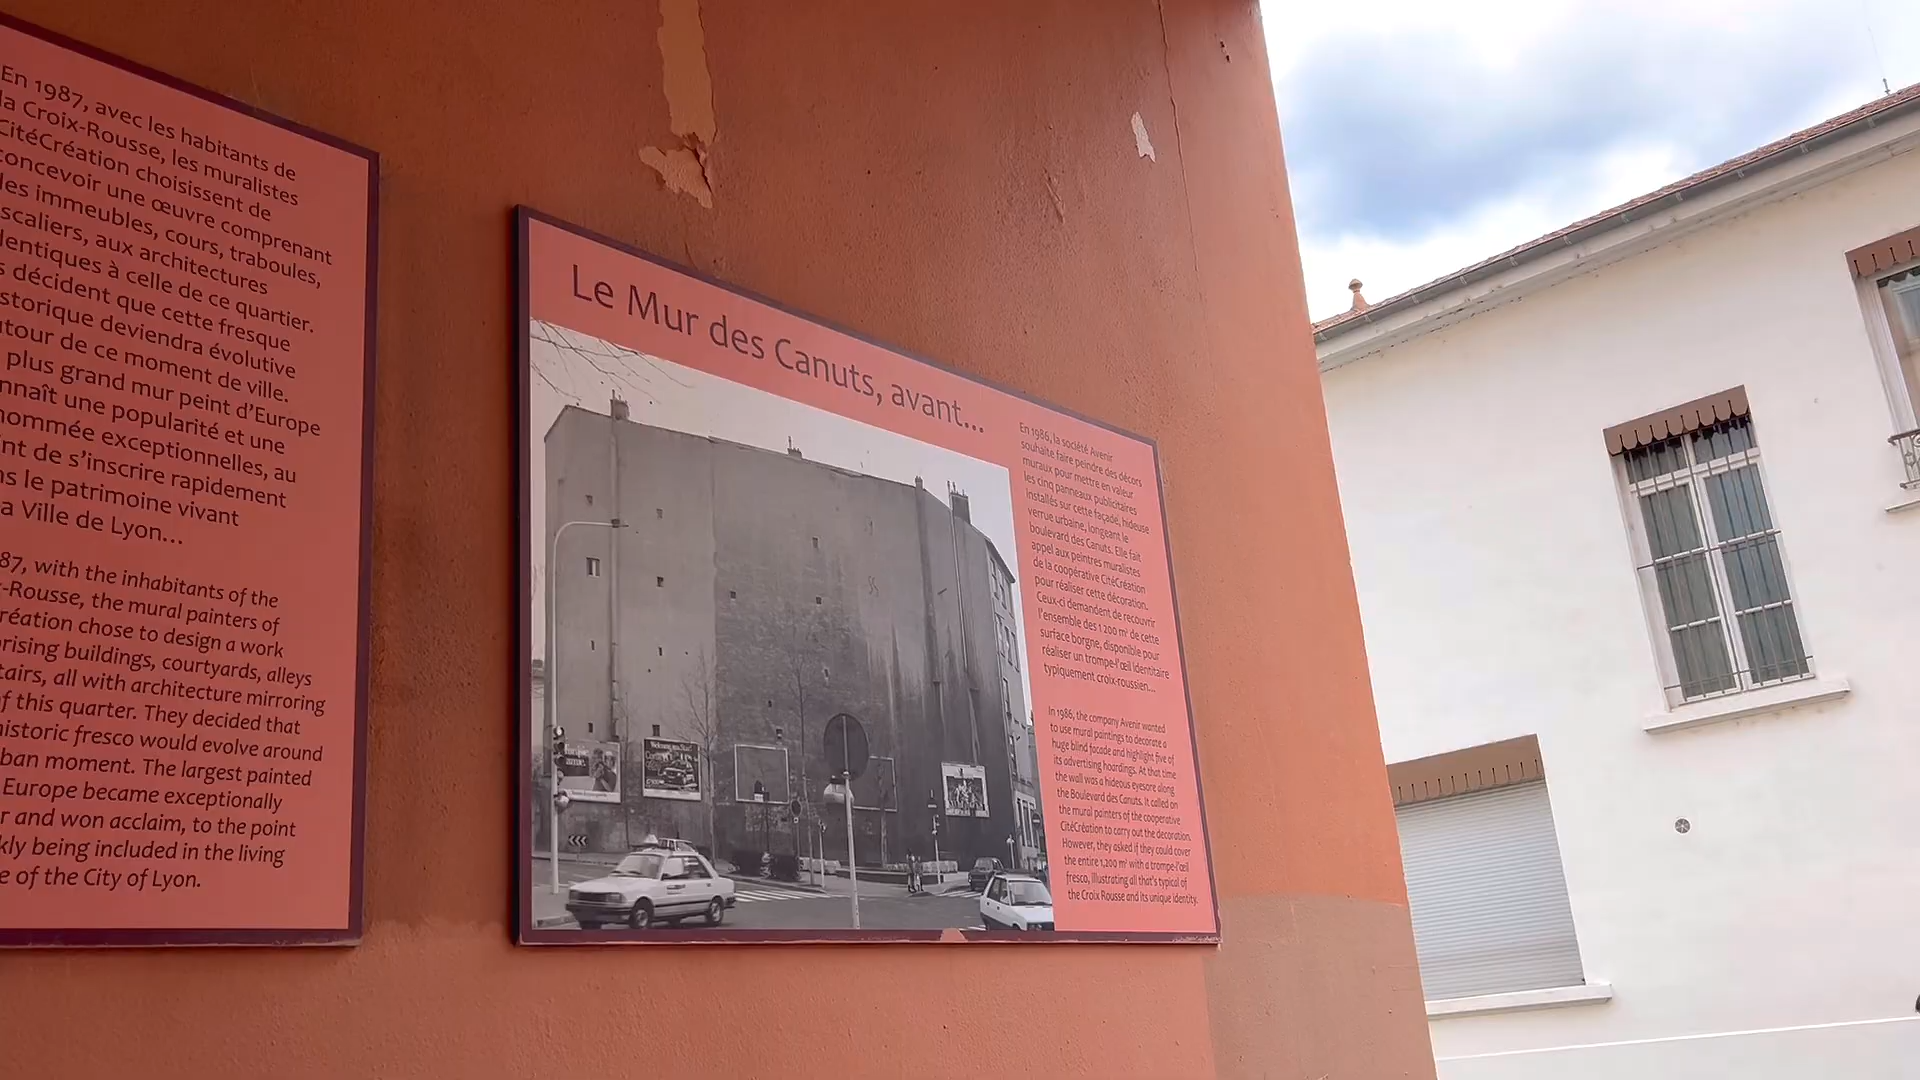 En 1987, avec les habitants de
la Croix-Rousse, les muralistes
CitéCréation choisissent de
concevoir une œuvre comprenant
des immeubles, cours, traboules,
scaliers, aux architectures
dentiques à celle de ce quartier.
s décident que cette fresque
storique deviendra évolutive
utour de ce moment de ville.
plus grand mur peint d'Europe
nnaît une popularité et une
nommée exceptionnelles, au
nt de s'inscrire rapidement
ns le patrimoine vivant
a Ville de Lyon...
87, with the inhabitants of the
-Rousse, the mural painters of
réation chose to design a work
rising buildings, courtyards, alleys
tairs, all with architecture mirroring
of this quarter. They decided that
historic fresco would evolve around
ban moment. The largest painted
Europe became exceptionally
r and won acclaim, to the point
kly being included in the living
e of the City of Lyon.
Le Mur des Canuts, avant...
En 1986, la société Avenir
souhaite faire peindre des décors
muraux pour mettre en valeur
les cinq panneaux publicitaires
installés sur cette façade, hideuse
verrue urbaine, longeant le
boulevard des Canuts. Elle fait
appel aux peintres muralistes
de la coopérative CitéCréation
pour réaliser cette décoration.
Ceux-ci demandent de recouvrir
l'ensemble des 1 200 m² de cette
surface borgne, disponible pour
réaliser un trompe-l'œil identitaire
typiquement croix-roussien...
In 1986, the company Avenir wanted
to use mural paintings to decorate a
huge blind facade and highlight five of
its advertising hoardings. At that time
the wall was a hideous eyesore along
the Boulevard des Canuts. It called on
the mural painters of the cooperative
CitéCréation to carry out the decoration.
However, they asked if they could cover
the entire 1,200 m² with a trompe-l'œil
fresco, illustrating all that's typical of
the Croix Rousse and its unique identity.